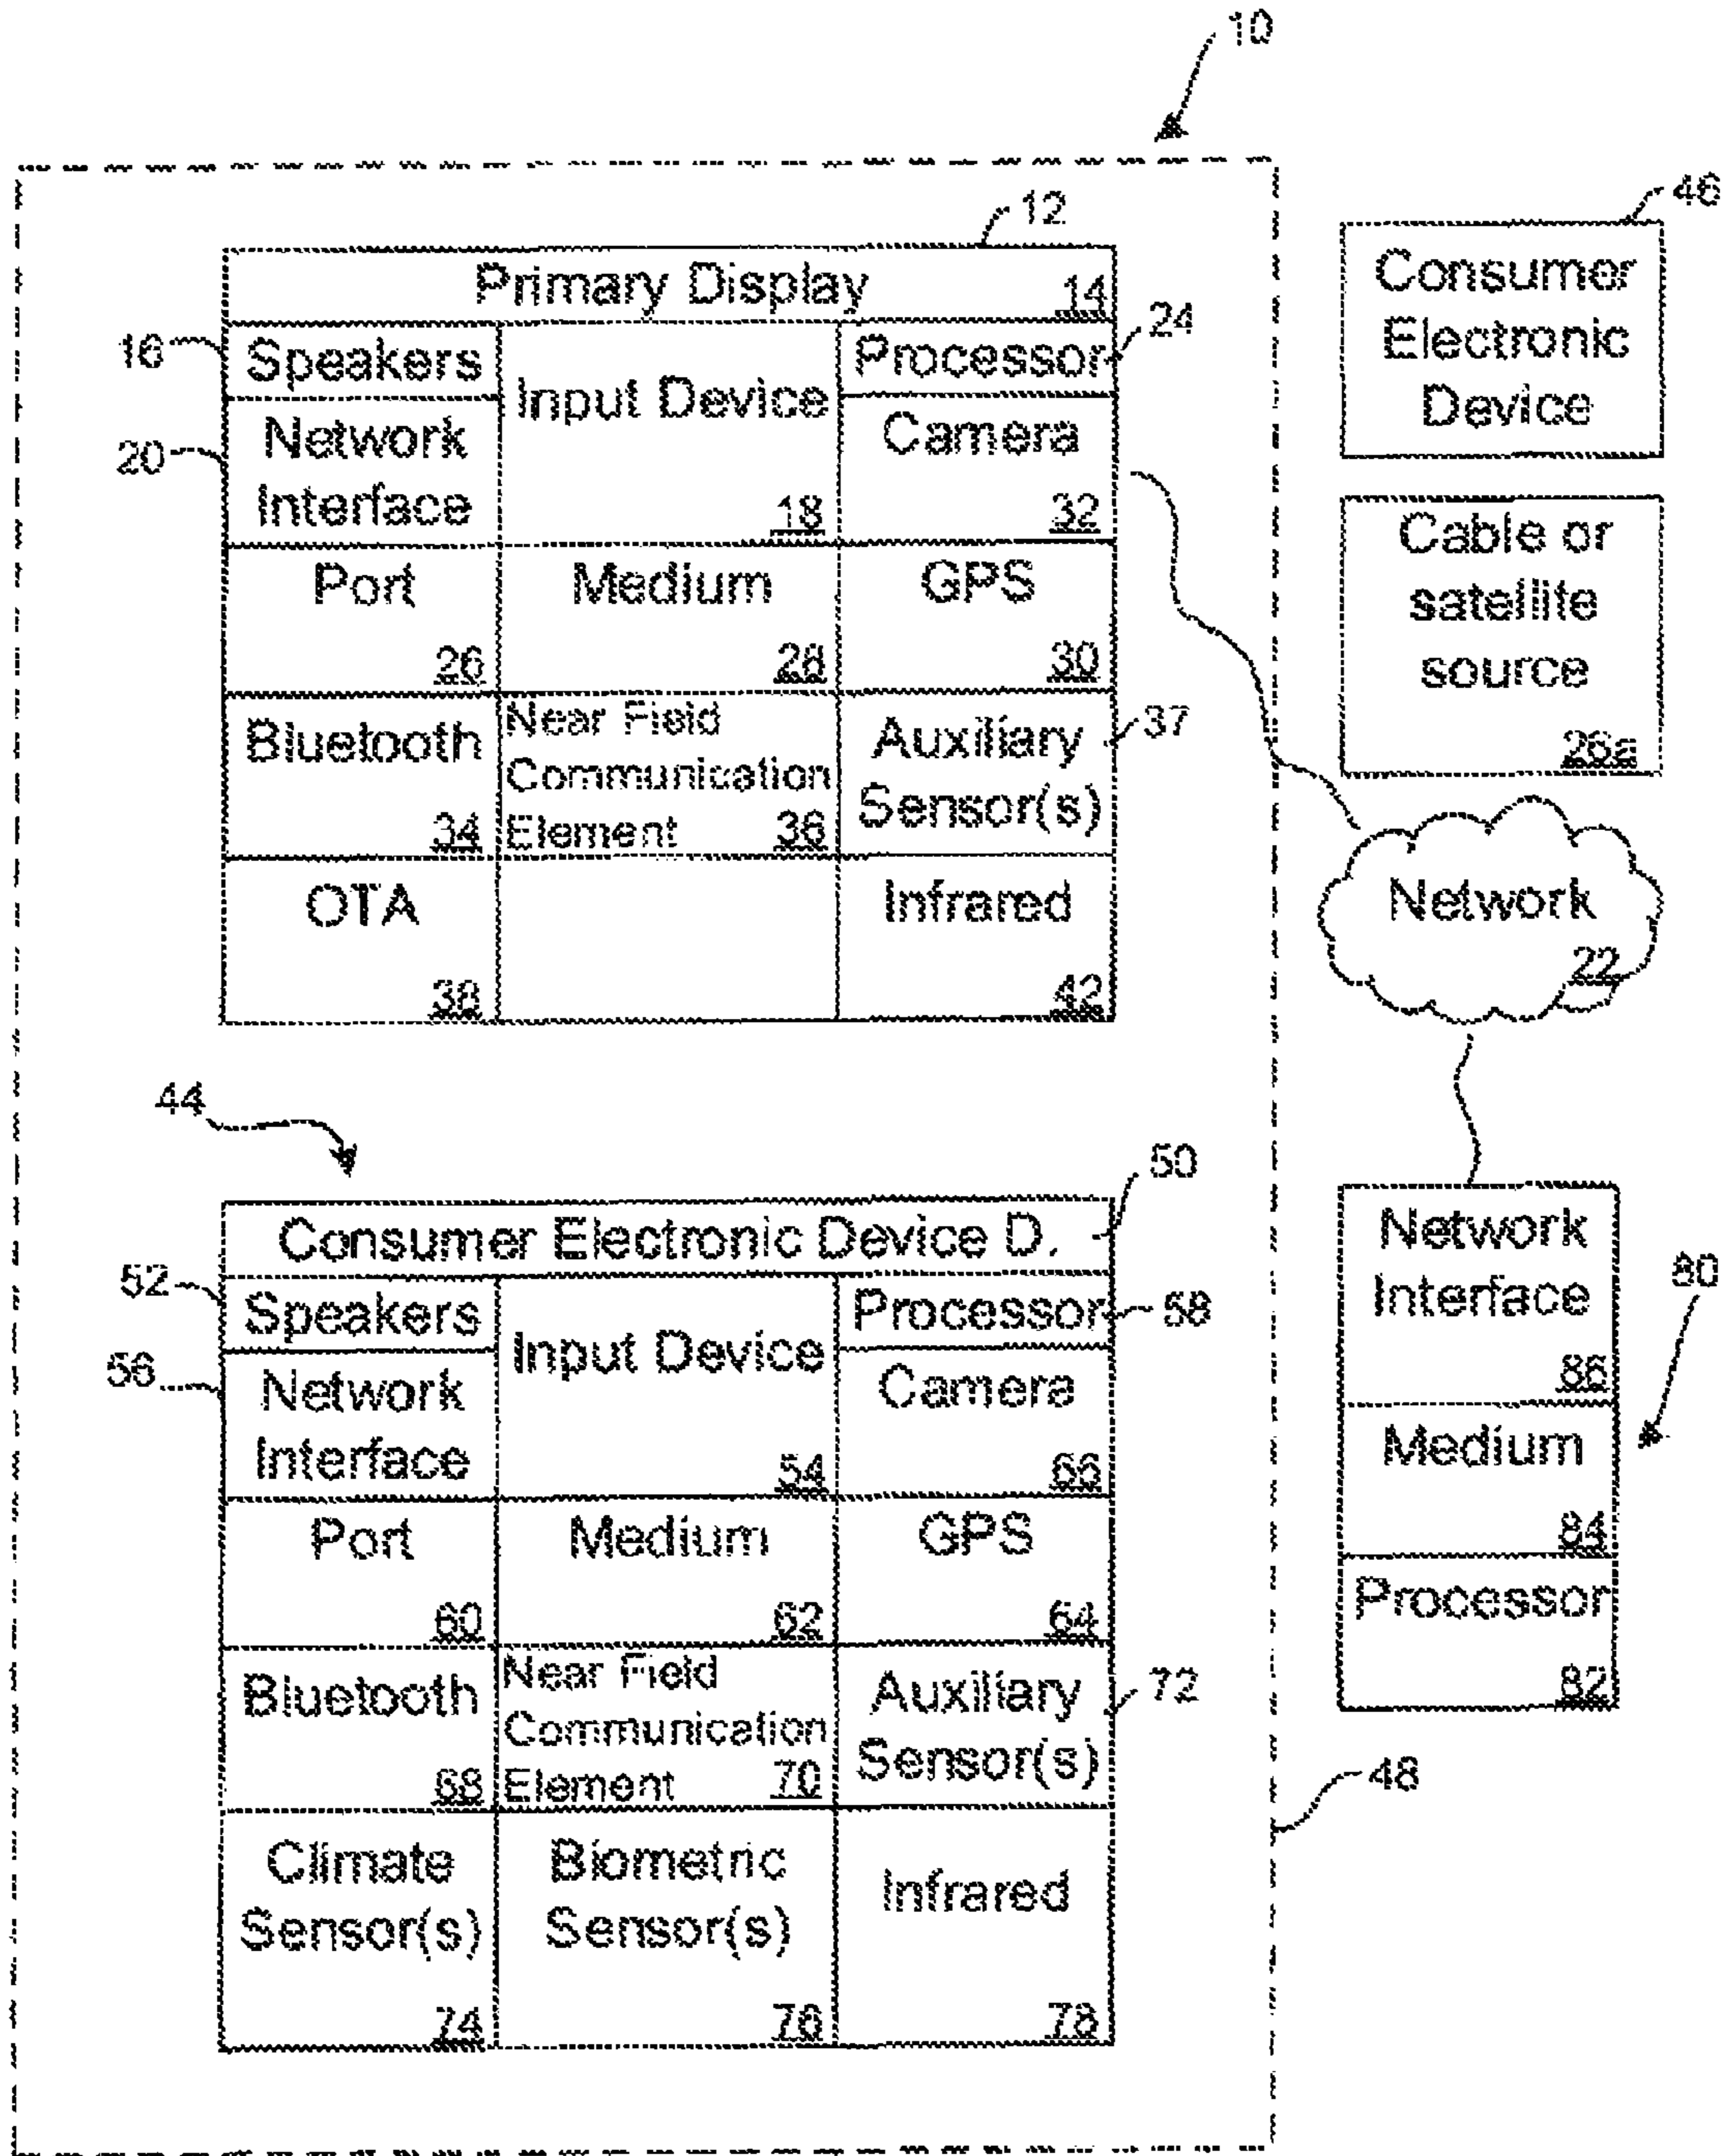 10
12
46
Primary Display 14
Consumer
Electronic
Device
16
Speakers
Input Device
18
Processor
24
20
Network
Interface
Camera
32
Cable or
satellite
source
26a
Port
26
Medium
28
GPS
30
Bluetooth
34
Near Field
Communication
Element 36
Auxiliary
Sensor(s)
37
OTA
38
Infrared
42
Network
22
44
50
Consumer Electronic Device D.
52
Speakers
Input Device
54
Processor
58
56
Network
Interface
Camera
66
Network
Interface
86
80
Medium
84
Processor
82
Port
60
Medium
62
GPS
64
Bluetooth
68
Near Field
Communication
Element 70
Auxiliary
Sensor(s)
72
48
Climate
Sensor(s)
74
Biometric
Sensor(s)
76
Infrared
78